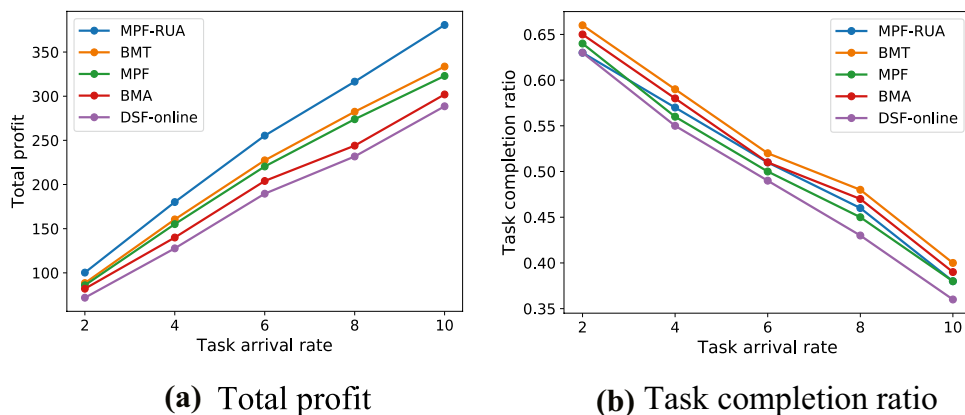 MPF-RUA
BMT
MPF
BMA
DSF-online
350
300
250
200
150
100
2 4 6 8 10
Total profit
Task arrival rate
(a) Total profit
MPF-RUA
BMT
MPF
BMA
DSF-online
0.65
0.60
0.55
0.50
0.45
0.40
0.35
2 4 6 8 10
Task completion ratio
Task arrival rate
(b) Task completion ratio